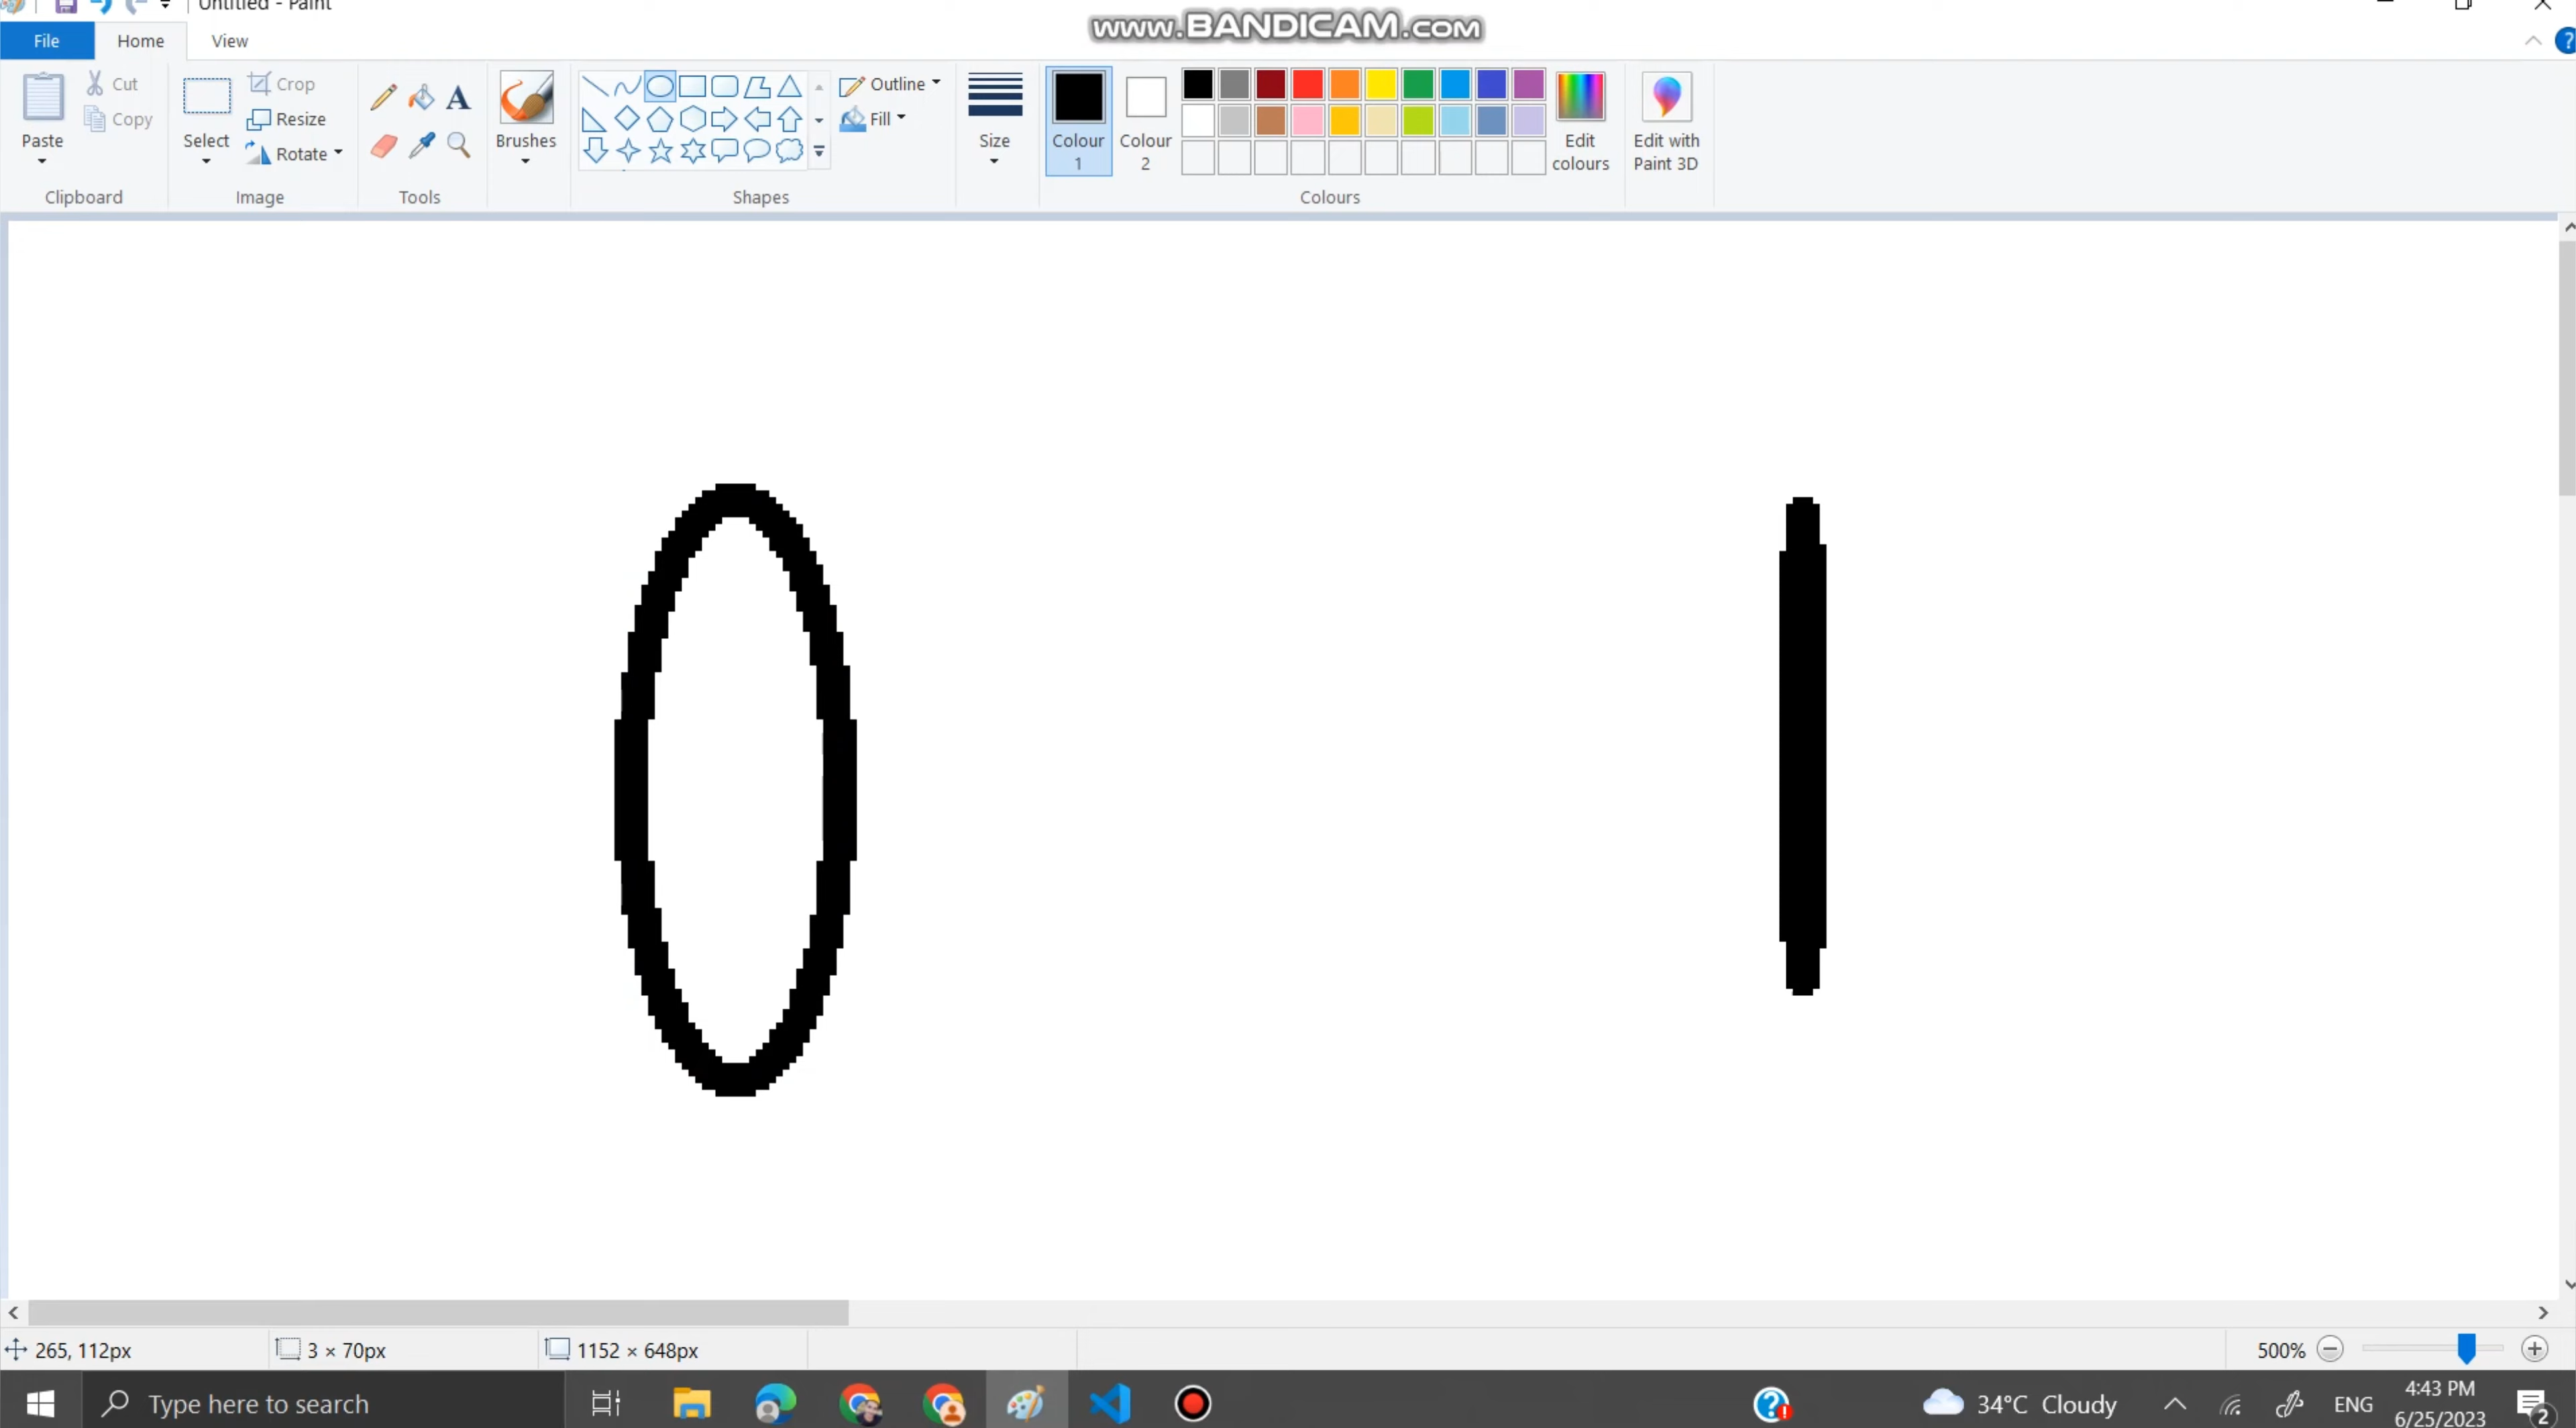 Untitled - Paint
www.BANDICAM.com
File Home View
Paste
Cut
Copy
Clipboard
Select
Crop
Resize
Rotate
Image
A
Tools
Brushes
Outline
Fill
Shapes
Size
Colour 1
Colour 2
Edit colours
Colours
Edit with Paint 3D
265, 112px
3 × 70px
1152 × 648px
500%
Type here to search
34°C Cloudy
ENG
4:43 PM
6/25/2023
2